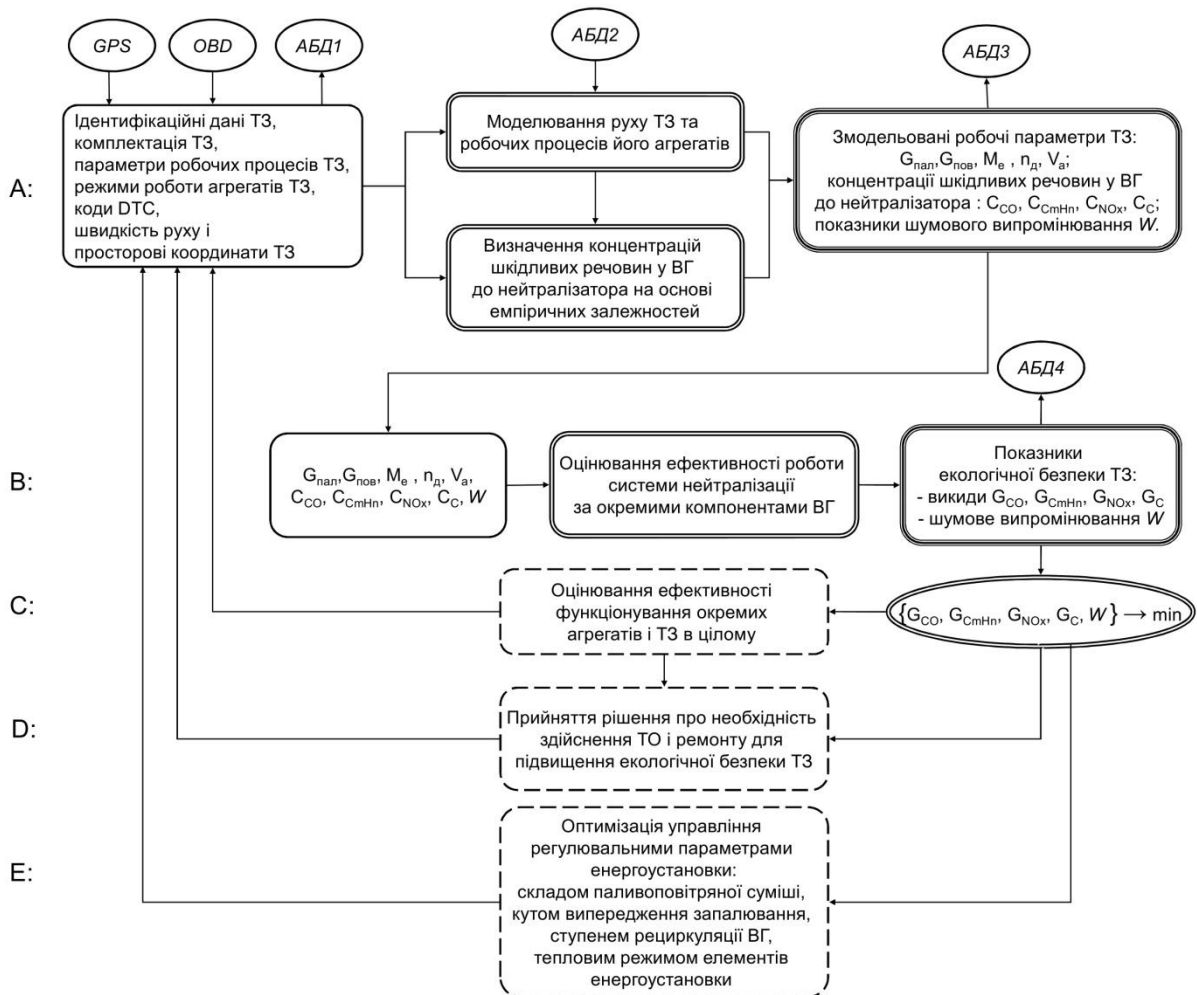 GPS
OBD
АБД1
АБД2
АБД3
A:
Ідентифікаційні дані ТЗ,
комплектація ТЗ,
параметри робочих процесів ТЗ,
режими роботи агрегатів ТЗ,
коди DTC,
швидкість руху і
просторові координати ТЗ
Моделювання руху ТЗ та
робочих процесів його агрегатів
Визначення концентрацій
шкідливих речовин у ВГ
до нейтралізатора на основі
емпіричних залежностей
Змодельовані робочі параметри ТЗ:
Gпал,Gпов, Mе , nд, Vа;
концентрації шкідливих речовин у ВГ
до нейтралізатора : CCO, CCmHn, CNOx, CC;
показники шумового випромінювання W.
АБД4
B:
Gпал,Gпов, Mе , nд, Vа,
CCO, CCmHn, CNOx, CC, W
Оцінювання ефективності роботи
системи нейтралізації
за окремими компонентами ВГ
Показники
екологічної безпеки ТЗ:
- викиди GCO, GCmHn, GNOx, GC
- шумове випромінювання W
C:
Оцінювання ефективності
функціонування окремих
агрегатів і ТЗ в цілому
{GCO, GCmHn, GNOx, GC, W} → min
D:
Прийняття рішення про необхідність
здійснення ТО і ремонту для
підвищення екологічної безпеки ТЗ
E:
Оптимізація управління
регулювальними параметрами
енергоустановки:
складом паливоповітряної суміші,
кутом випередження запалювання,
ступенем рециркуляції ВГ,
тепловим режимом елементів
енергоустановки